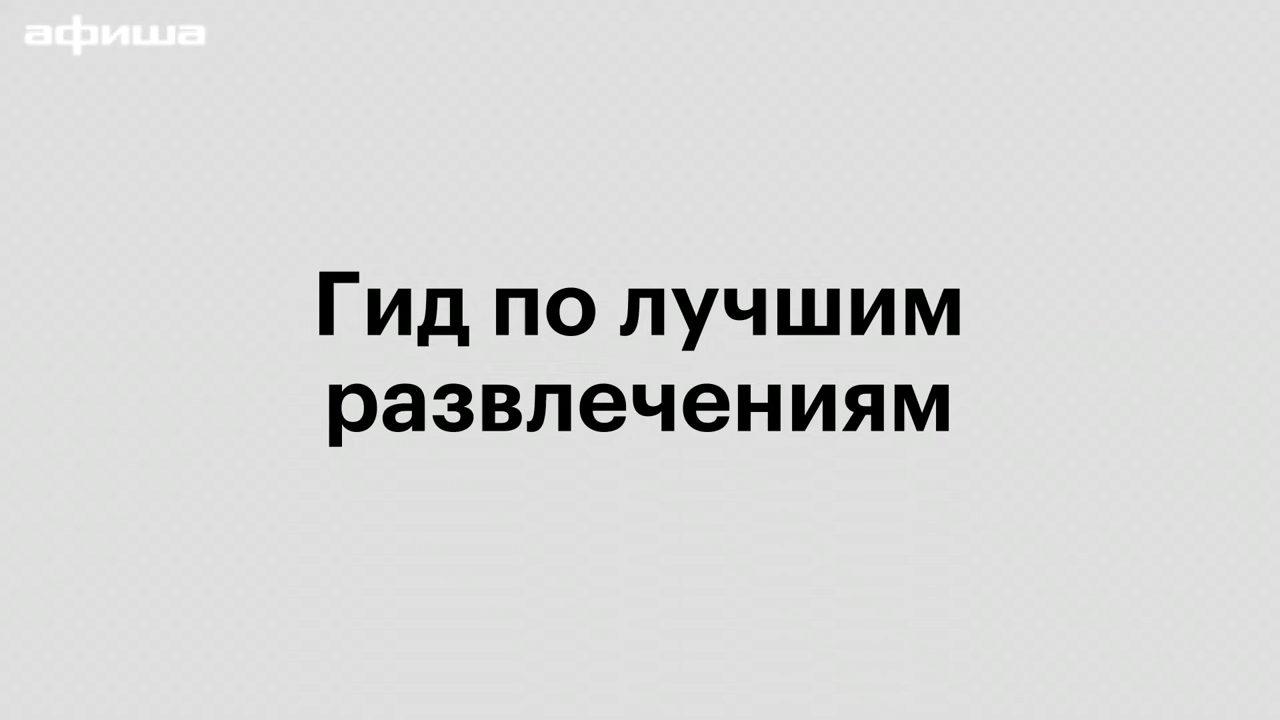 афиша
Гид по лучшим
развлечениям